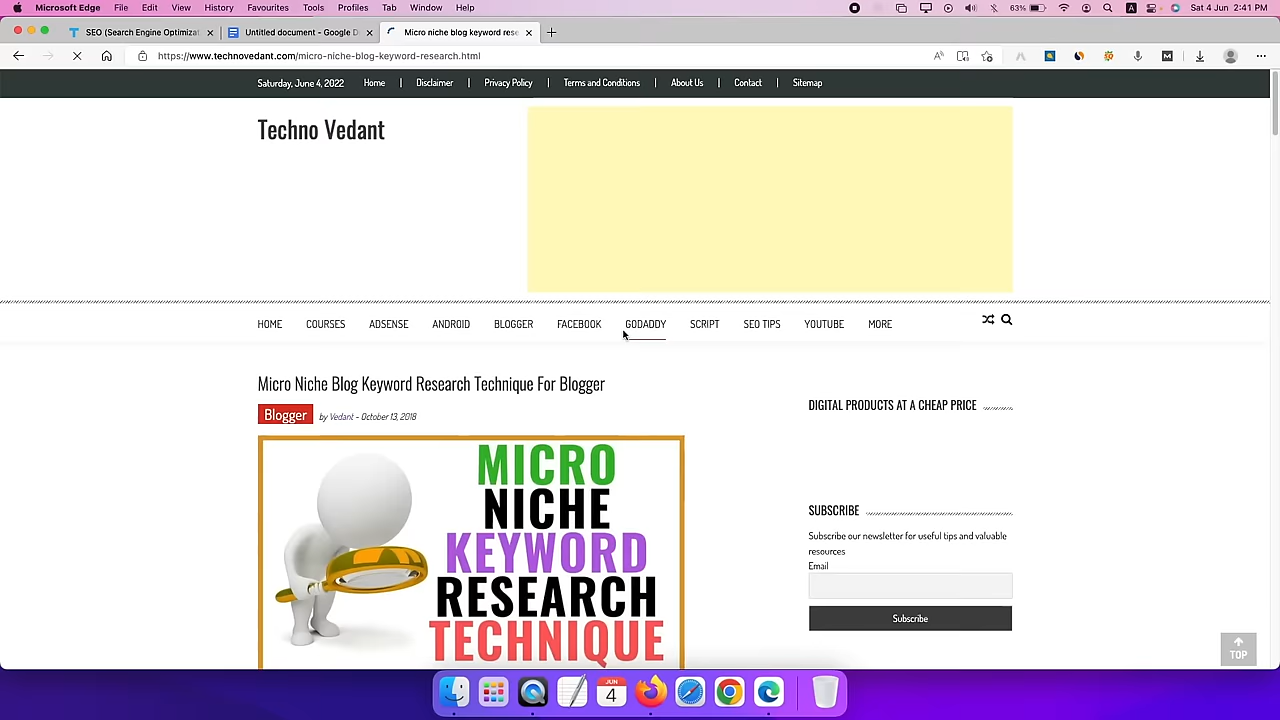 Microsoft Edge File Edit View History Favourites Tools Profiles Tab Window Help
63% A Sat 4 Jun 2:41 PM
SEO (Search Engine Optimizat
Untitled document - Google D
Micro niche blog keyword rese
https://www.technovedant.com/micro-niche-blog-keyword-research.html
Saturday, June 4, 2022 Home | Disclaimer | Privacy Policy | Terms and Conditions | About Us | Contact | Sitemap
Techno Vedant
HOME COURSES ADSENSE ANDROID BLOGGER FACEBOOK GODADDY SCRIPT SEO TIPS YOUTUBE MORE
Micro Niche Blog Keyword Research Technique For Blogger
Blogger by Vedant - October 13, 2018
MICRO
NICHE
KEYWORD
RESEARCH
TECHNIQUE
DIGITAL PRODUCTS AT A CHEAP PRICE
SUBSCRIBE
Subscribe our newsletter for useful tips and valuable
resources
Email
Subscribe
TOP
JUN
4